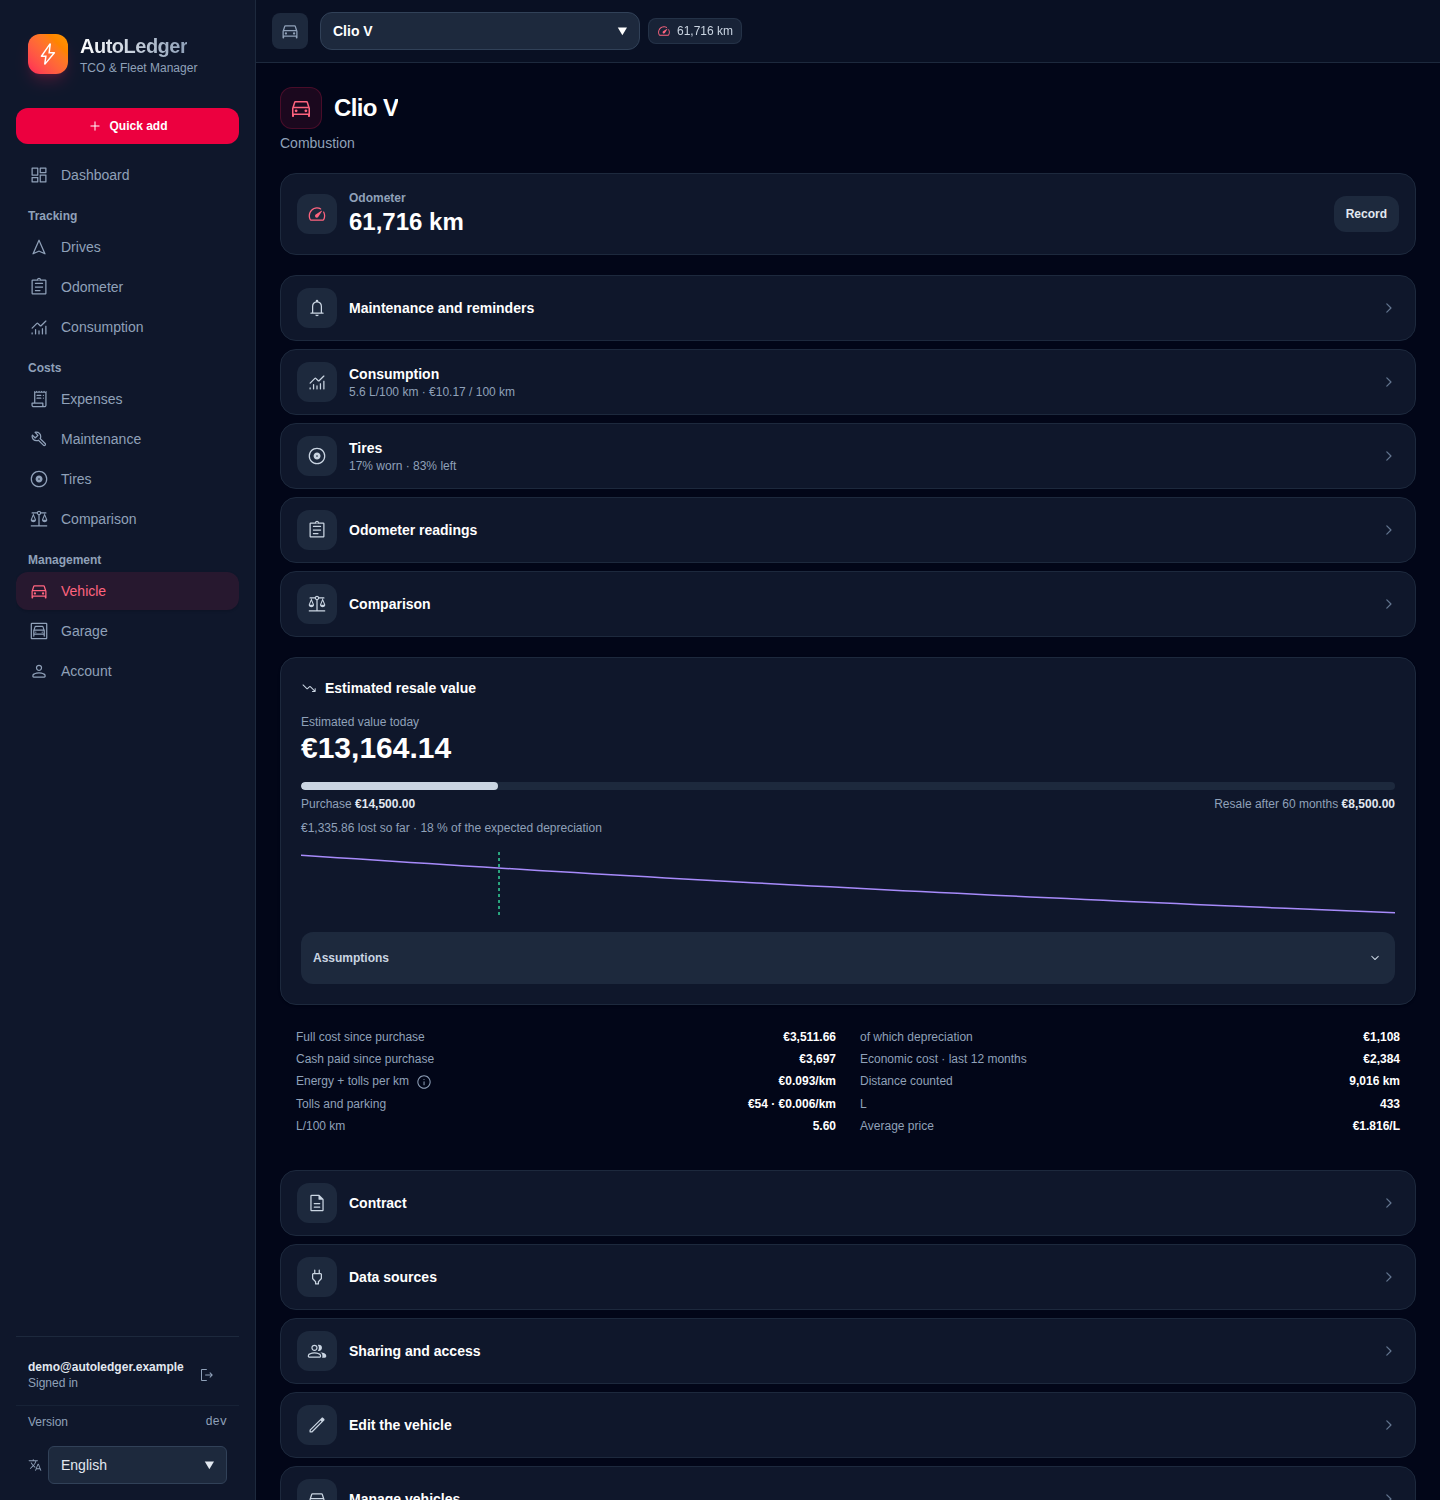 AutoLedger
TCO & Fleet Manager
Quick add
Dashboard
Tracking
Drives
Odometer
Consumption
Costs
Expenses
Maintenance
Tires
Comparison
Management
Vehicle
Garage
Account
demo@autoledger.example
Signed in
Version dev
English
Clio V
61,716 km
Clio V
Combustion
Odometer
61,716 km
Record
Maintenance and reminders
Consumption
5.6 L/100 km · €10.17 / 100 km
Tires
17% worn · 83% left
Odometer readings
Comparison
Estimated resale value
Estimated value today
€13,164.14
Purchase €14,500.00 Resale after 60 months €8,500.00
€1,335.86 lost so far · 18 % of the expected depreciation
Assumptions
Full cost since purchase €3,511.66 of which depreciation €1,108
Cash paid since purchase €3,697 Economic cost · last 12 months €2,384
Energy + tolls per km €0.093/km Distance counted 9,016 km
Tolls and parking €54 · €0.006/km L 433
L/100 km 5.60 Average price €1.816/L
Contract
Data sources
Sharing and access
Edit the vehicle
Manage vehicles